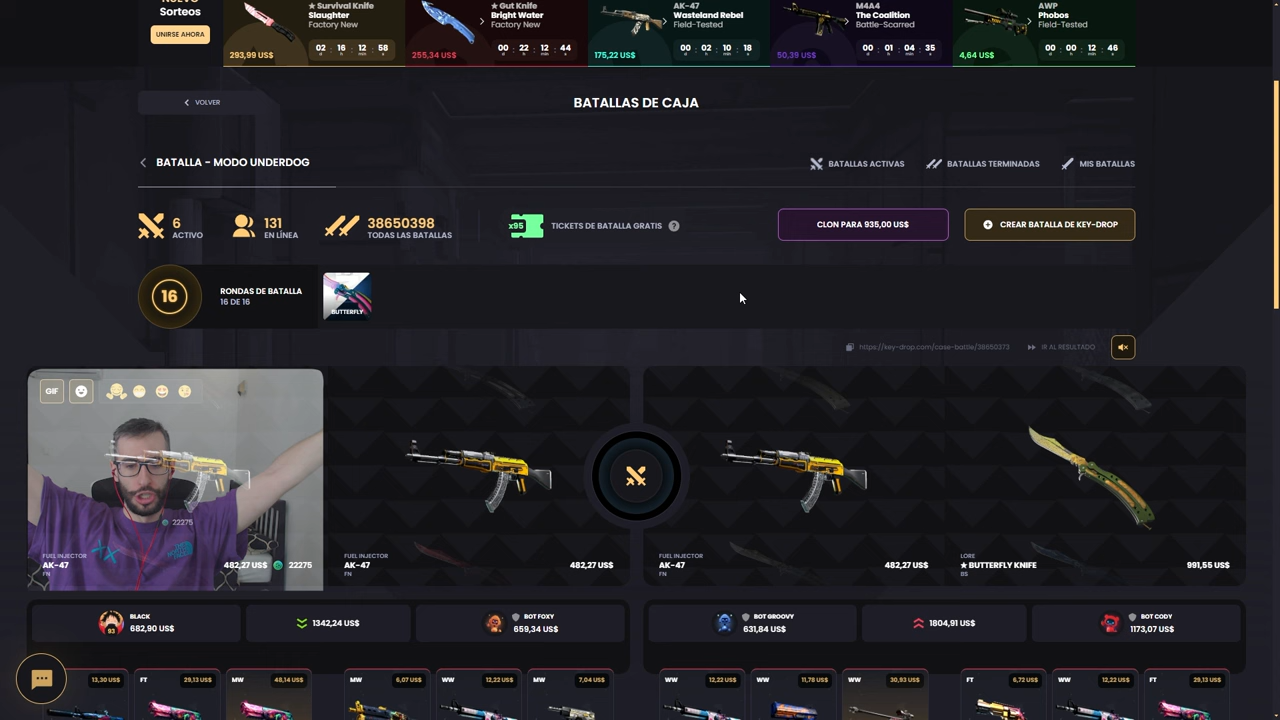 NUEVO
Sorteos
UNIRSE AHORA
★ Survival Knife
Slaughter
Factory New
293,99 US$
02 : 16 : 12 : 58
d h min s
★ Gut Knife
Bright Water
Factory New
255,34 US$
00 : 22 : 12 : 44
d h min s
AK-47
Wasteland Rebel
Field-Tested
175,22 US$
00 : 02 : 10 : 18
d h min s
M4A4
The Coalition
Battle-Scarred
50,39 US$
00 : 01 : 04 : 35
d h min s
AWP
Phobos
Field-Tested
4,64 US$
00 : 00 : 12 : 46
d h min s
VOLVER
BATALLAS DE CAJA
BATALLA - MODO UNDERDOG
BATALLAS ACTIVAS
BATALLAS TERMINADAS
MIS BATALLAS
6
ACTIVO
131
EN LÍNEA
38650398
TODAS LAS BATALLAS
x95
TICKETS DE BATALLA GRATIS ?
CLON PARA 935,00 US$
CREAR BATALLA DE KEY-DROP
16
RONDAS DE BATALLA
16 DE 16
BUTTERFLY
https://key-drop.com/case-battle/38650373
IR AL RESULTADO
GIF
22275
FUEL INJECTOR
AK-47
FN
482,27 US$
22275
FUEL INJECTOR
AK-47
FN
482,27 US$
FUEL INJECTOR
AK-47
FN
482,27 US$
LORE
★ BUTTERFLY KNIFE
BS
991,55 US$
93
BLACK
682,90 US$
1342,24 US$
BOT FOXY
659,34 US$
BOT GROOVY
631,84 US$
1804,91 US$
BOT CODY
1173,07 US$
13,30 US$
FT
29,13 US$
MW
48,14 US$
MW
6,07 US$
WW
12,22 US$
MW
7,04 US$
WW
12,22 US$
WW
11,78 US$
WW
30,93 US$
FT
6,72 US$
WW
12,22 US$
FT
29,13 US$